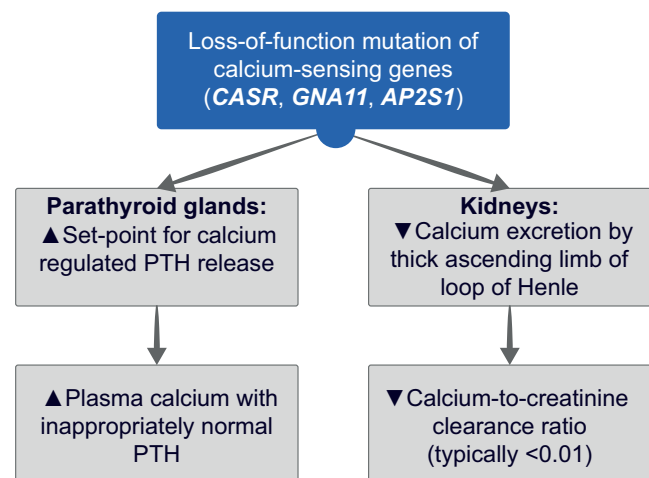 Loss-of-function mutation of
calcium-sensing genes
(CASR, GNA11, AP2S1)
Parathyroid glands:
▲Set-point for calcium
regulated PTH release
Kidneys:
▼Calcium excretion by
thick ascending limb of
loop of Henle
▲Plasma calcium with
inappropriately normal
PTH
▼Calcium-to-creatinine
clearance ratio
(typically <0.01)